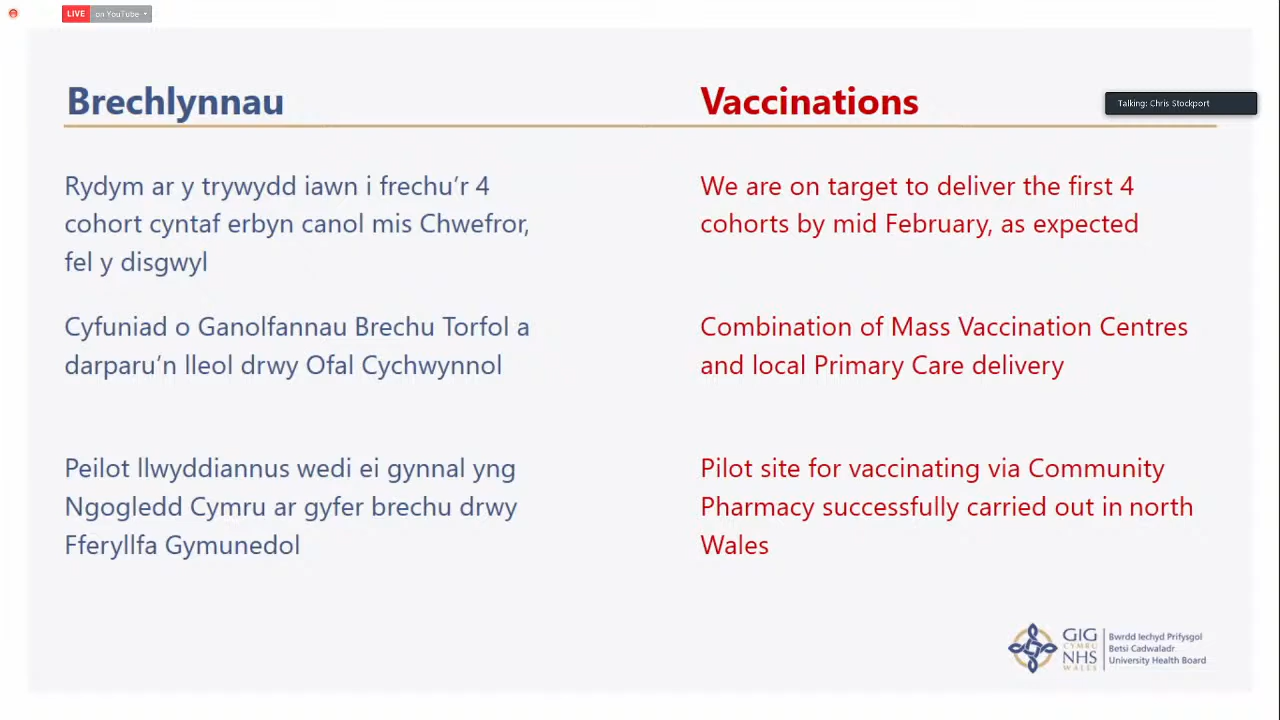 LIVE on YouTube
Brechlynnau
Vaccinations
Talking: Chris Stockport
Rydym ar y trywydd iawn i frechu’r 4
cohort cyntaf erbyn canol mis Chwefror,
fel y disgwyl
We are on target to deliver the first 4
cohorts by mid February, as expected
Cyfuniad o Ganolfannau Brechu Torfol a
darparu’n lleol drwy Ofal Cychwynnol
Combination of Mass Vaccination Centres
and local Primary Care delivery
Peilot llwyddiannus wedi ei gynnal yng
Ngogledd Cymru ar gyfer brechu drwy
Fferyllfa Gymunedol
Pilot site for vaccinating via Community
Pharmacy successfully carried out in north
Wales
GIG
CYMRU
NHS
WALES
Bwrdd Iechyd Prifysgol
Betsi Cadwaladr
University Health Board